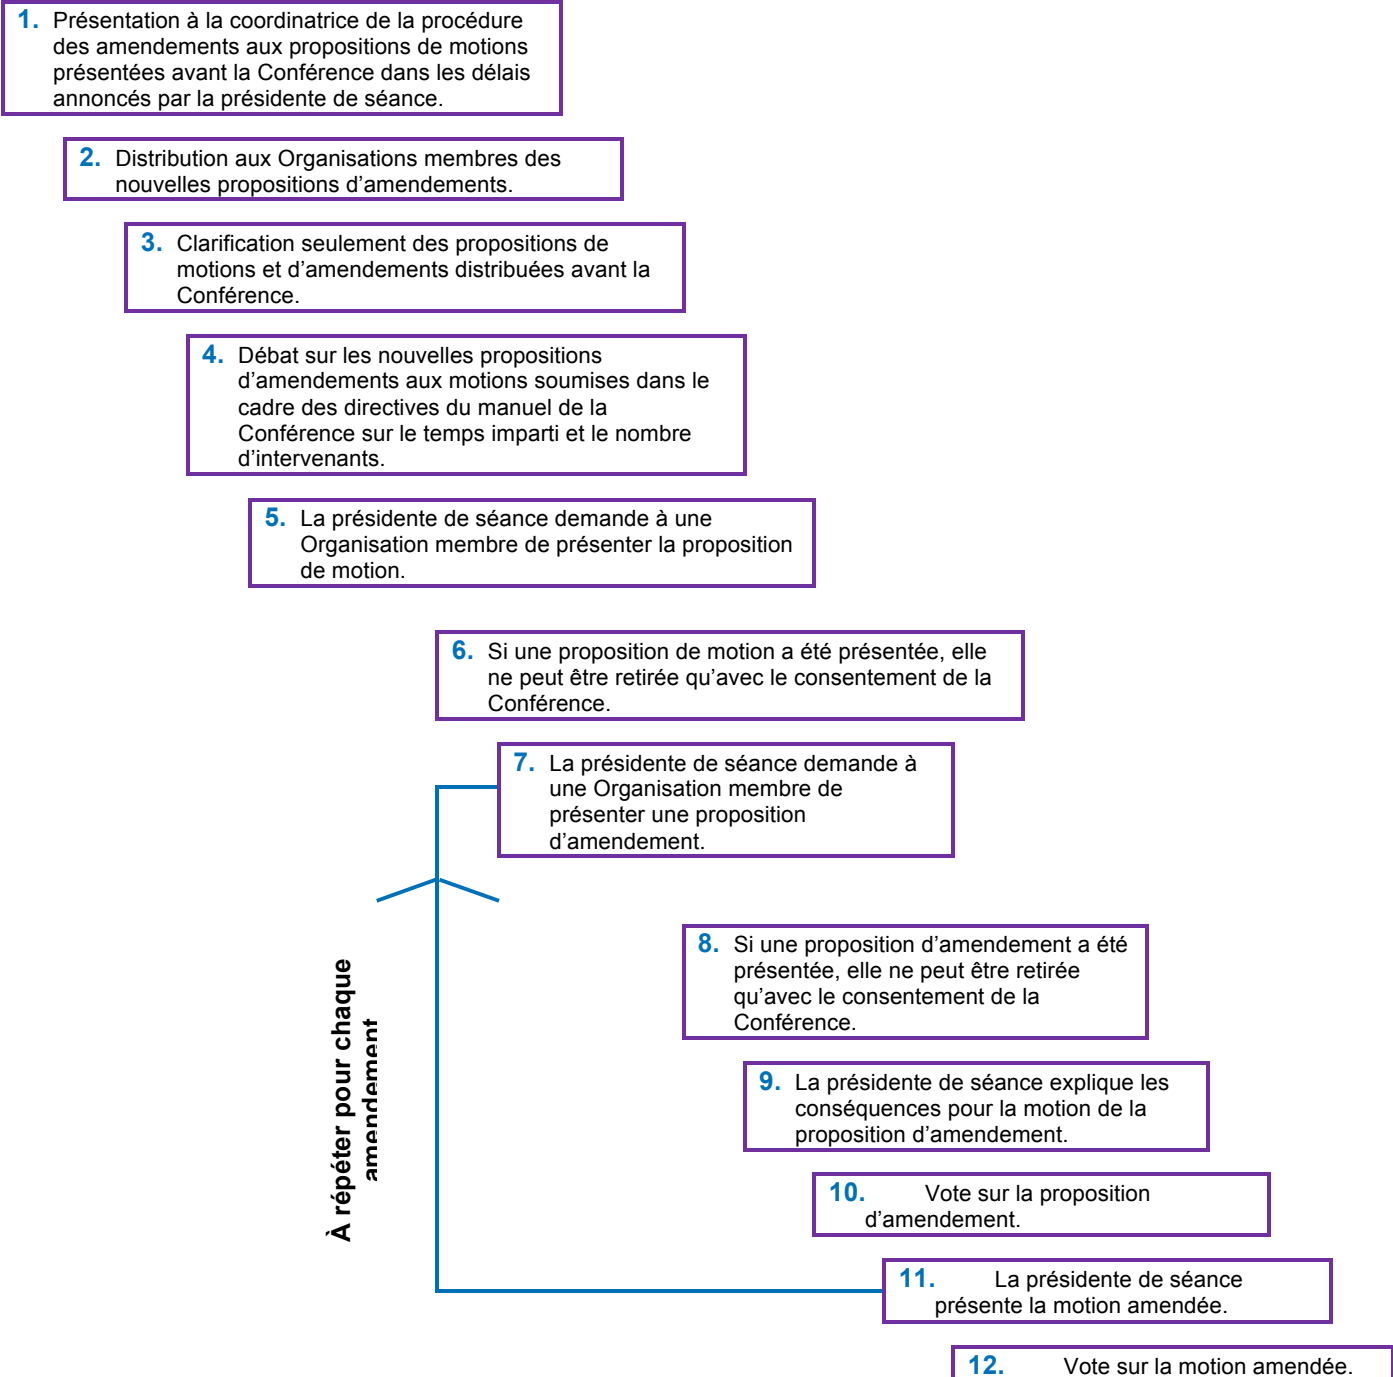 1. Présentation à la coordinatrice de la procédure
des amendements aux propositions de motions
présentées avant la Conférence dans les délais
annoncés par la présidente de séance.
2. Distribution aux Organisations membres des
nouvelles propositions d’amendements.
3. Clarification seulement des propositions de
motions et d’amendements distribuées avant la
Conférence.
4. Débat sur les nouvelles propositions
d’amendements aux motions soumises dans le
cadre des directives du manuel de la
Conférence sur le temps imparti et le nombre
d’intervenants.
5. La présidente de séance demande à une
Organisation membre de présenter la proposition
de motion.
6. Si une proposition de motion a été présentée, elle
ne peut être retirée qu’avec le consentement de la
Conférence.
7. La présidente de séance demande à
une Organisation membre de
présenter une proposition
d’amendement.
8. Si une proposition d’amendement a été
présentée, elle ne peut être retirée
qu’avec le consentement de la
Conférence.
À répéter pour chaque
amendement
9. La présidente de séance explique les
conséquences pour la motion de la
proposition d’amendement.
10. Vote sur la proposition
d’amendement.
11. La présidente de séance
présente la motion amendée.
12. Vote sur la motion amendée.